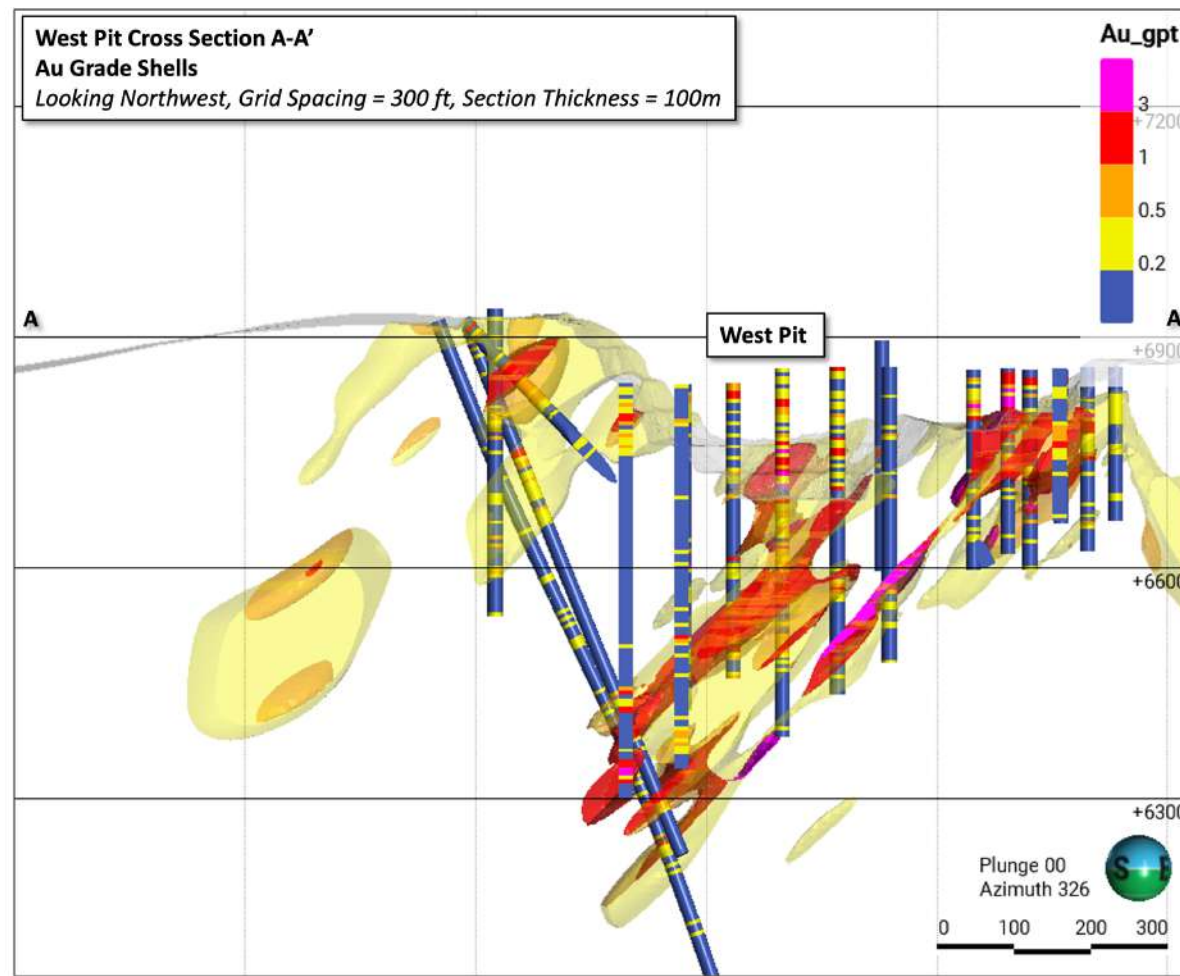 West Pit Cross Section A-A’
Au Grade Shells
Looking Northwest, Grid Spacing = 300 ft, Section Thickness = 100m
Au_gpt
3
+7200
1
0.5
0.2
A
A
West Pit
+6900
+6600
+6300
Plunge 00
Azimuth 326
S E
0 100 200 300